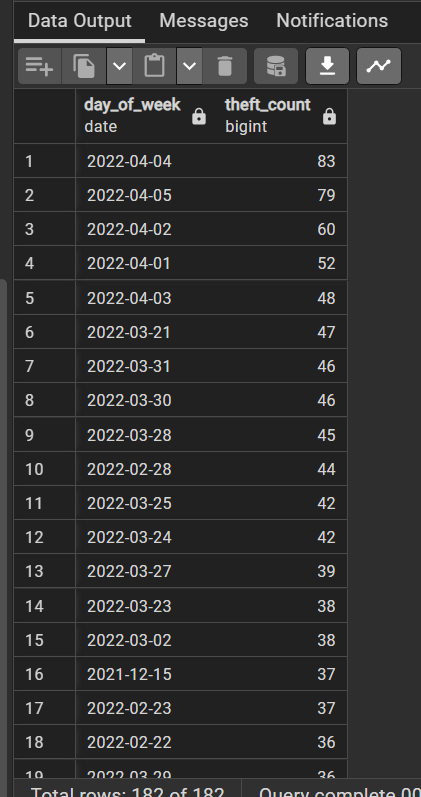 Data Output Messages Notifications
day_of_week theft_count
date bigint
1 2022-04-04 83
2 2022-04-05 79
3 2022-04-02 60
4 2022-04-01 52
5 2022-04-03 48
6 2022-03-21 47
7 2022-03-31 46
8 2022-03-30 46
9 2022-03-28 45
10 2022-02-28 44
11 2022-03-25 42
12 2022-03-24 42
13 2022-03-27 39
14 2022-03-23 38
15 2022-03-02 38
16 2021-12-15 37
17 2022-02-23 37
18 2022-02-22 36
19 2022-03-29 36
Total rows: 182 of 182 Query complete 00